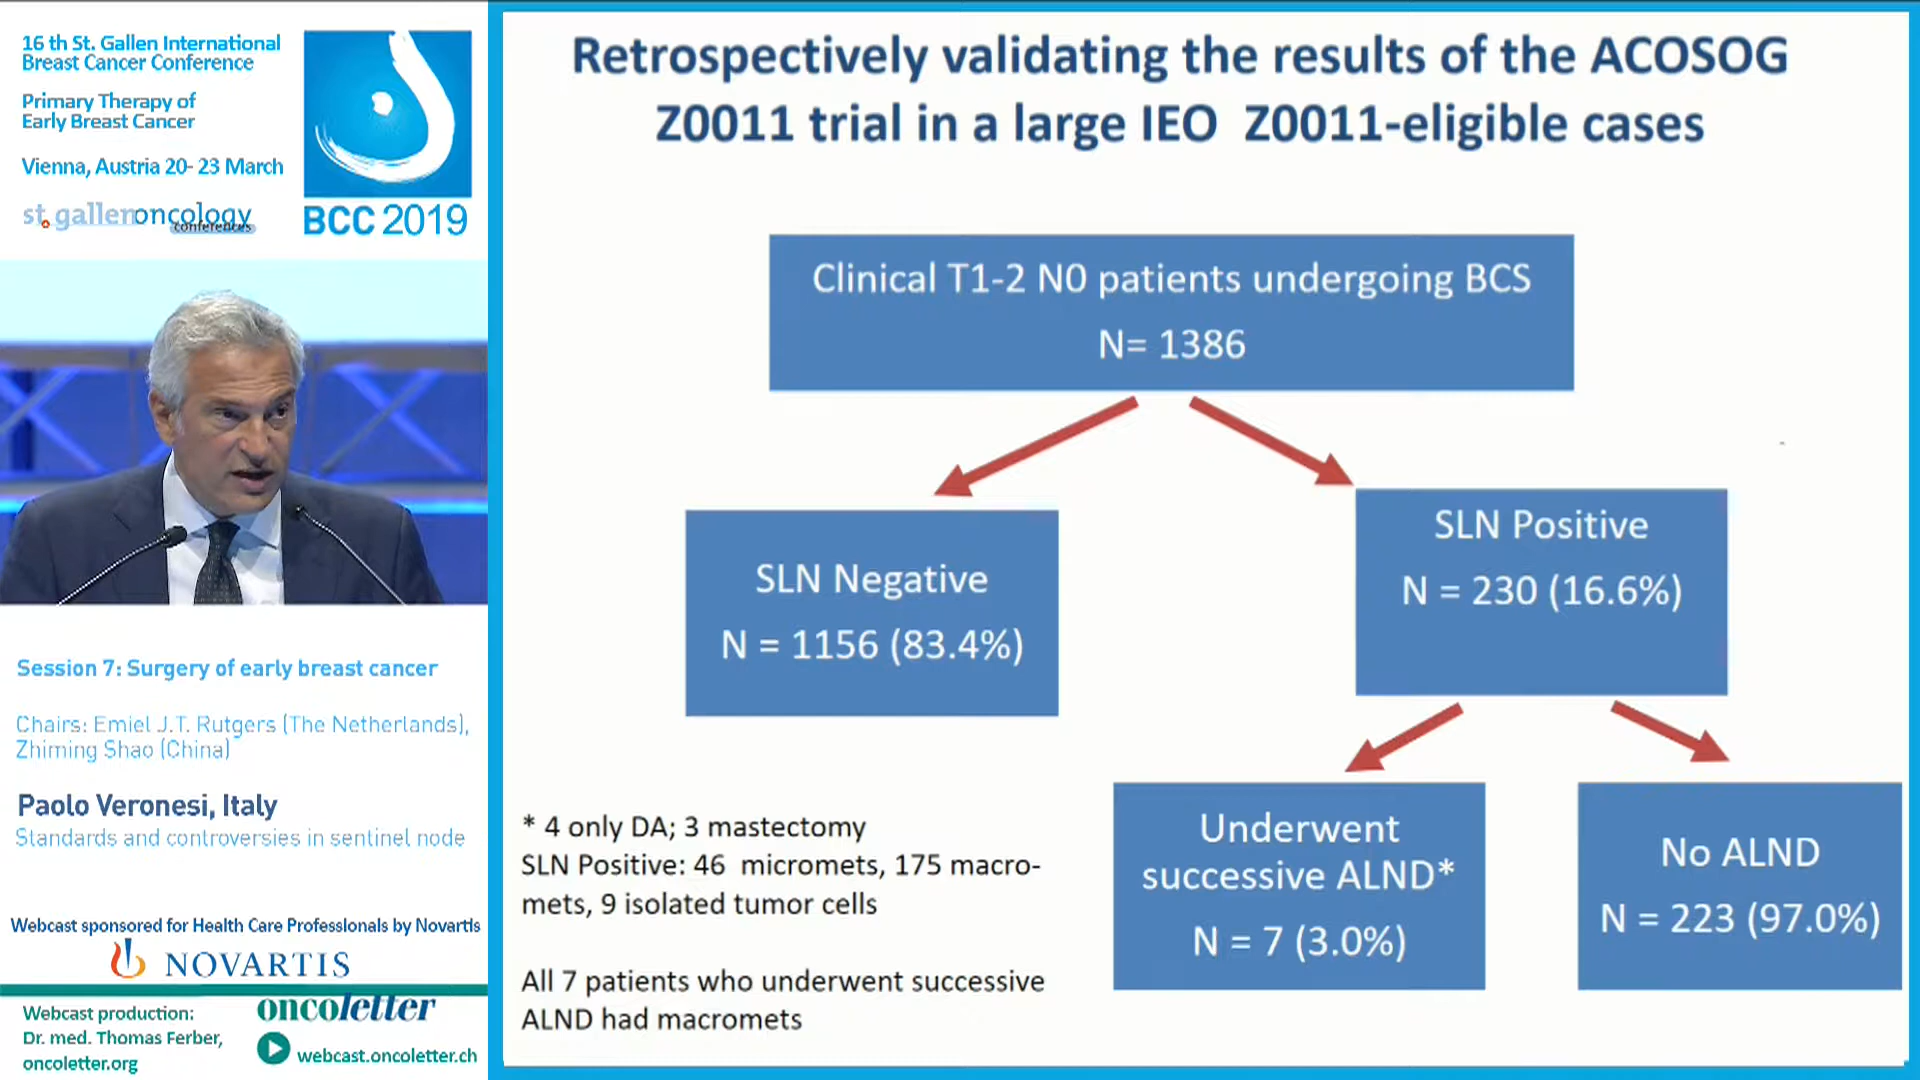 16 th St. Gallen International
Breast Cancer Conference
Primary Therapy of
Early Breast Cancer
Vienna, Austria 20- 23 March
st.gallenoncology
conferences
BCC 2019
Session 7: Surgery of early breast cancer
Chairs: Emiel J.T. Rutgers (The Netherlands),
Zhiming Shao (China)
Paolo Veronesi, Italy
Standards and controversies in sentinel node
Webcast sponsored for Health Care Professionals by Novartis
NOVARTIS
Webcast production:
Dr. med. Thomas Ferber,
oncoletter.org
oncoletter
webcast.oncoletter.ch
Retrospectively validating the results of the ACOSOG
Z0011 trial in a large IEO Z0011-eligible cases
Clinical T1-2 N0 patients undergoing BCS
N= 1386
SLN Negative
N = 1156 (83.4%)
SLN Positive
N = 230 (16.6%)
Underwent
successive ALND*
N = 7 (3.0%)
No ALND
N = 223 (97.0%)
* 4 only DA; 3 mastectomy
SLN Positive: 46 micromets, 175 macro-
mets, 9 isolated tumor cells
All 7 patients who underwent successive
ALND had macromets